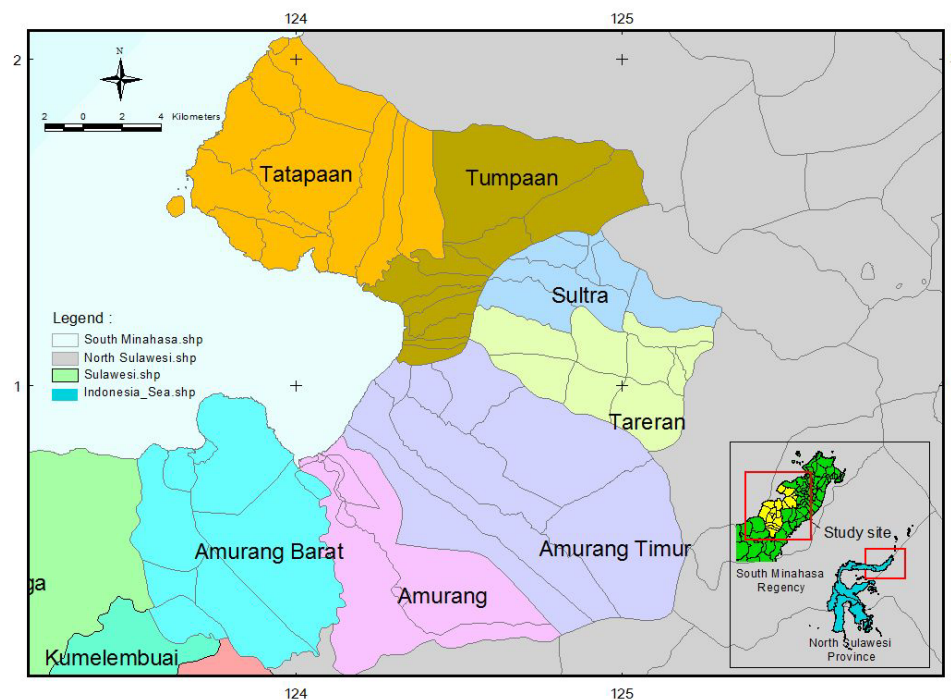 124 125
2
N
2 0 2 4 Kilometers
Tatapaan
Tumpaan
Sultra
Legend :
South Minahasa.shp
North Sulawesi.shp
Sulawesi.shp
Indonesia_Sea.shp
1
Tareran
Amurang Barat
Amurang Timur
Amurang
ga
Kumelembuai
Study site
South Minahasa
Regency
North Sulawesi
Province
124 125